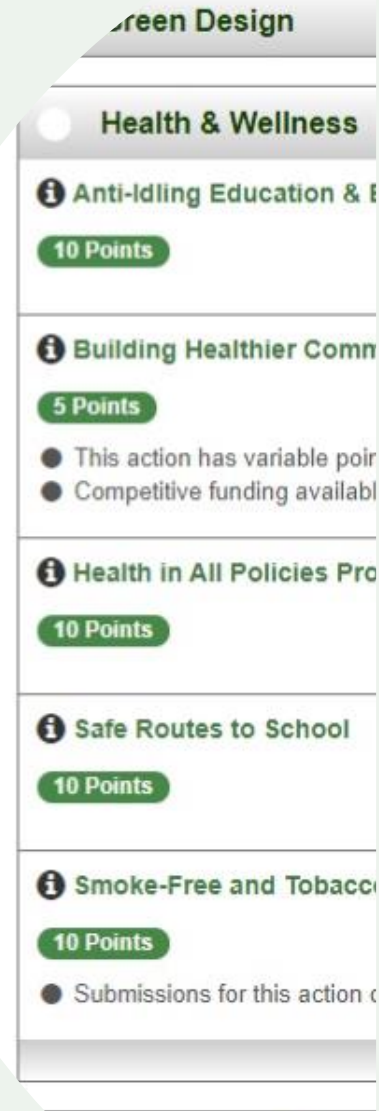 Green Design
Health & Wellness
Anti-Idling Education &
10 Points
Building Healthier Comm
5 Points
This action has variable poin
Competitive funding availabl
Health in All Policies Pro
10 Points
Safe Routes to School
10 Points
Smoke-Free and Tobacc
10 Points
Submissions for this action